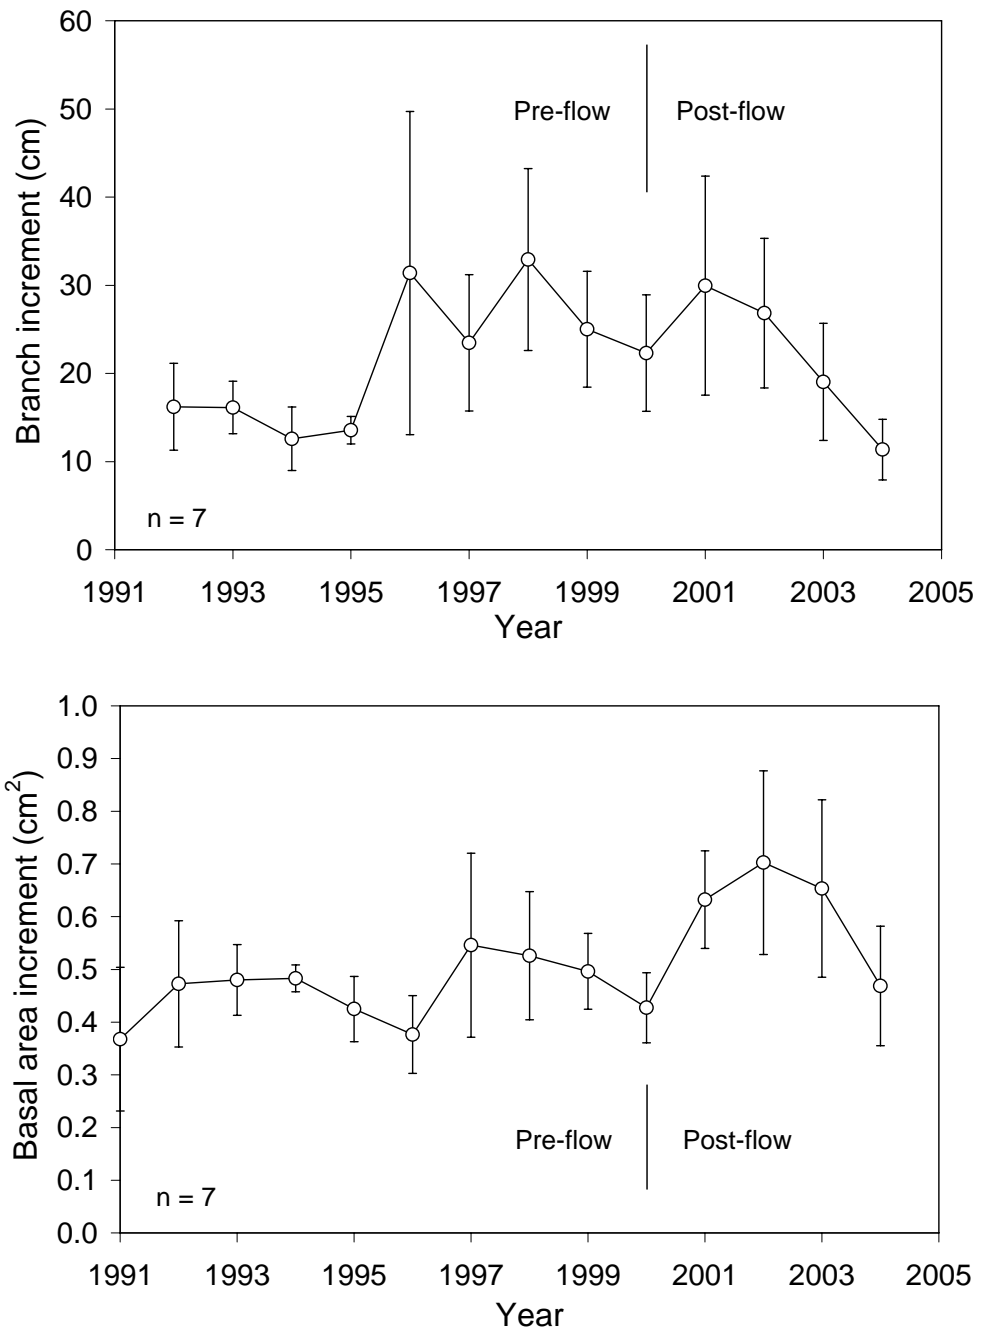 60
50
40
30
20
10
0
Branch increment (cm)
Pre-flow
Post-flow
n = 7
1991 1993 1995 1997 1999 2001 2003 2005
Year
1.0
0.9
0.8
0.7
0.6
0.5
0.4
0.3
0.2
0.1
0.0
Basal area increment (cm²)
Pre-flow
Post-flow
n = 7
1991 1993 1995 1997 1999 2001 2003 2005
Year